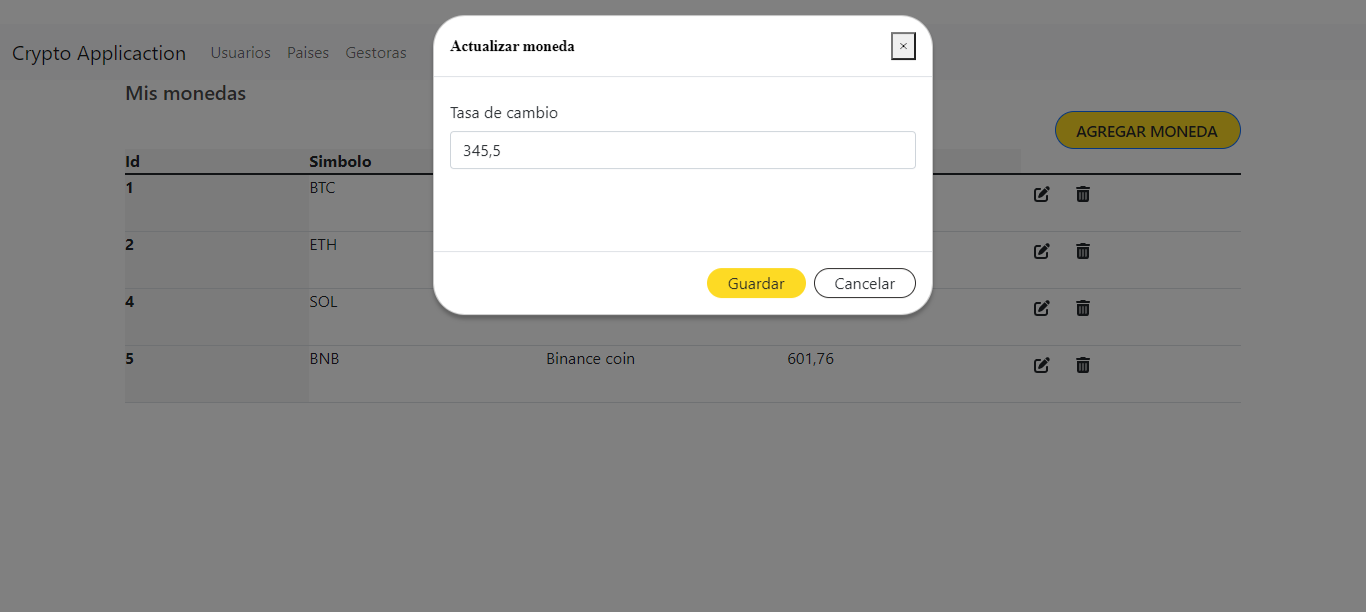 Actualizar moneda ×
Crypto Applicaction Usuarios Paises Gestoras
Mis monedas
Tasa de cambio
AGREGAR MONEDA
345,5
Id Simbolo
1 BTC
2 ETH
Guardar Cancelar
4 SOL
5 BNB Binance coin 601,76